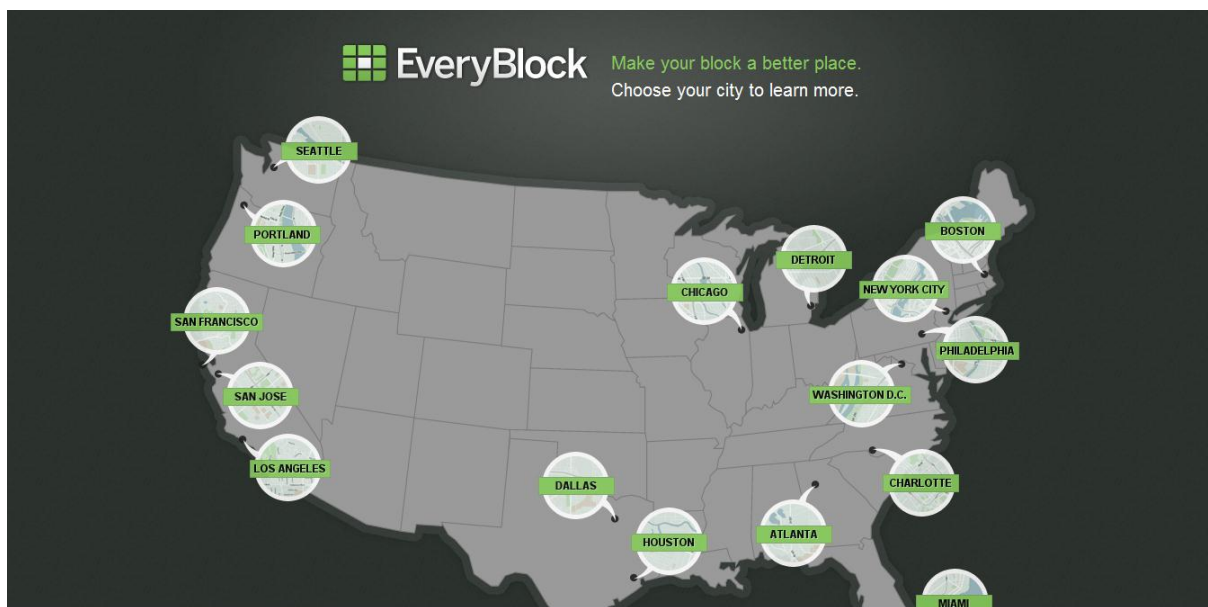 EveryBlock
Make your block a better place.
Choose your city to learn more.
SEATTLE
PORTLAND
BOSTON
DETROIT
NEW YORK CITY
CHICAGO
SAN FRANCISCO
PHILADELPHIA
SAN JOSE
WASHINGTON D.C.
LOS ANGELES
DALLAS
CHARLOTTE
HOUSTON
ATLANTA
MIAMI